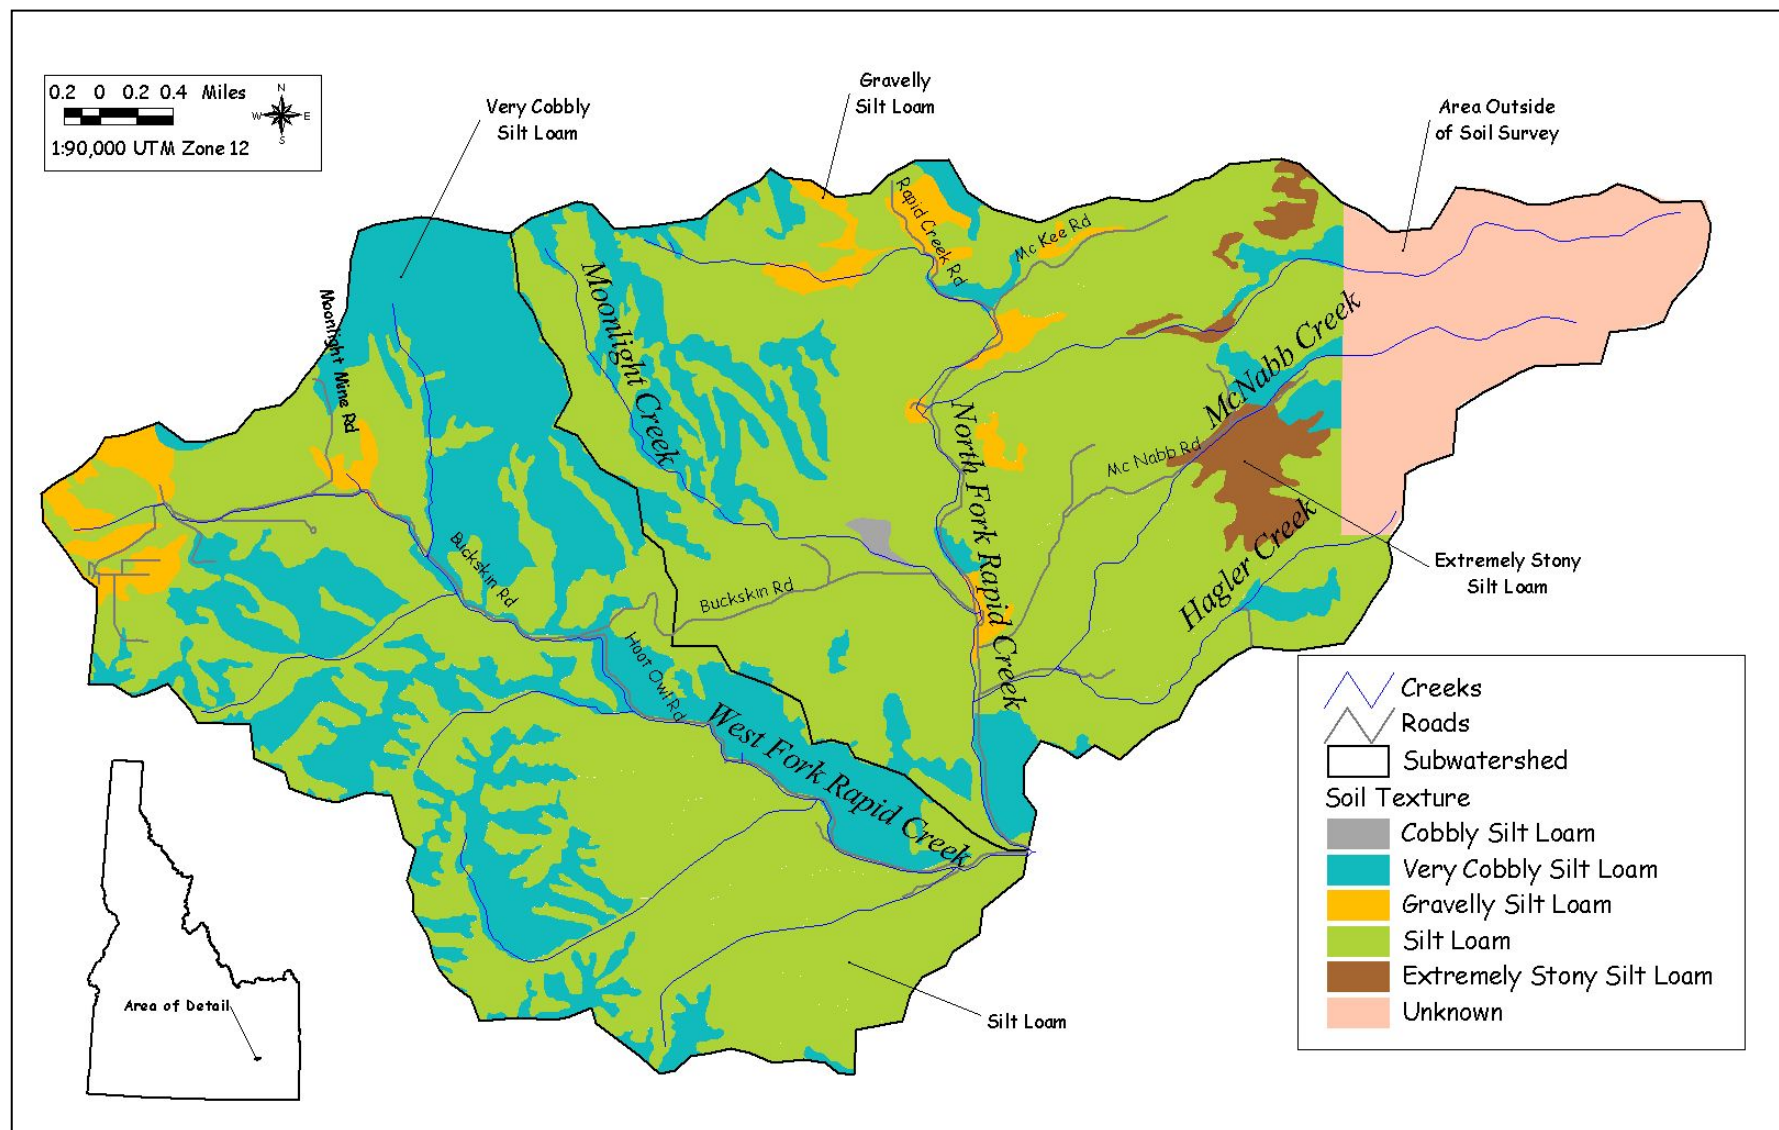 0.2 0 0.2 0.4 Miles
N
W E
S
1:90,000 UTM Zone 12
Very Cobbly
Silt Loam
Gravelly
Silt Loam
Area Outside
of Soil Survey
Rapid Creek Rd
Mc Kee Rd
Moonlight Mine Rd
Moonlight Creek
McNabb Creek
North Fork Rapid Creek
Mc Nabb Rd
Hagler Creek
Extremely Stony
Silt Loam
Buckskin Rd
Buckskin Rd
Hoot Owl Rd
West Fork Rapid Creek
Silt Loam
Area of Detail
Creeks
Roads
Subwatershed
Soil Texture
Cobbly Silt Loam
Very Cobbly Silt Loam
Gravelly Silt Loam
Silt Loam
Extremely Stony Silt Loam
Unknown